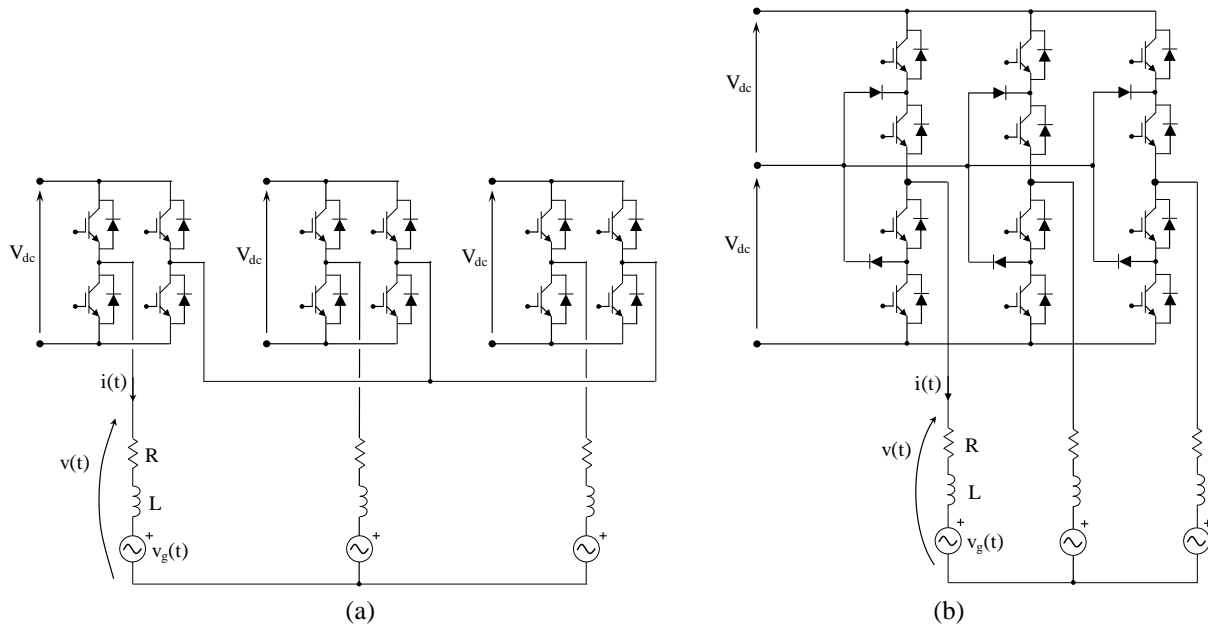 V_dc
V_dc
V_dc
i(t)
v(t)
R
L
+
v_g(t)
+
+
(a)
V_dc
V_dc
i(t)
v(t)
R
L
+
v_g(t)
+
+
(b)